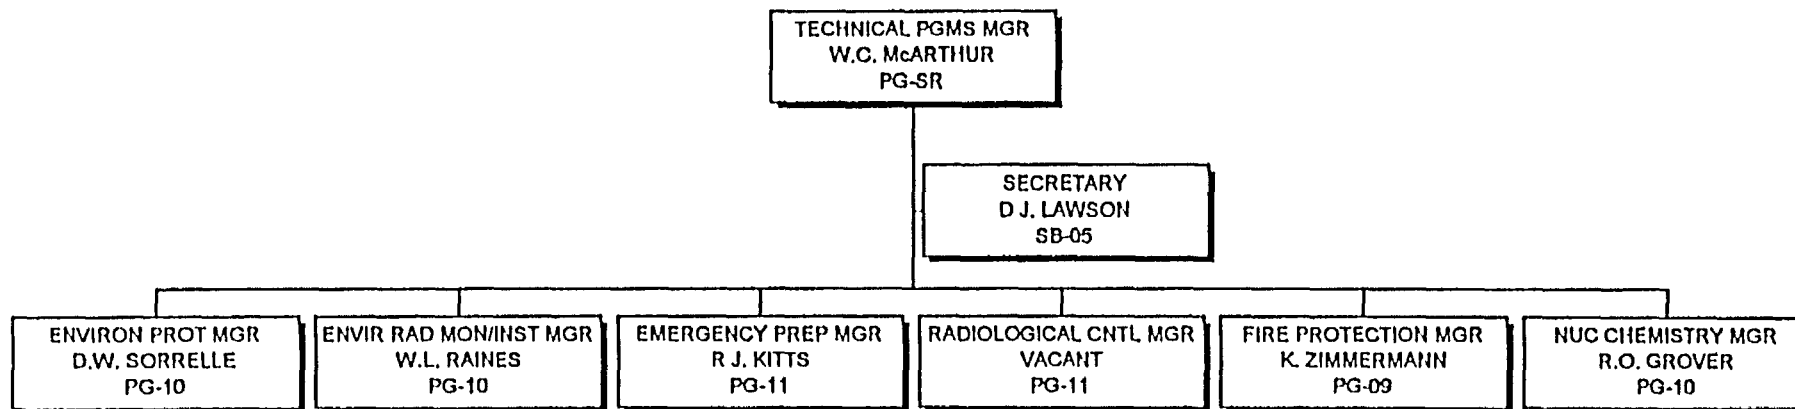 TECHNICAL PGMS MGR
W.C. McARTHUR
PG-SR
SECRETARY
D J. LAWSON
SB-05
ENVIRON PROT MGR
D.W. SORRELLE
PG-10
ENVIR RAD MON/INST MGR
W.L. RAINES
PG-10
EMERGENCY PREP MGR
R J. KITTS
PG-11
RADIOLOGICAL CNTL MGR
VACANT
PG-11
FIRE PROTECTION MGR
K. ZIMMERMANN
PG-09
NUC CHEMISTRY MGR
R.O. GROVER
PG-10